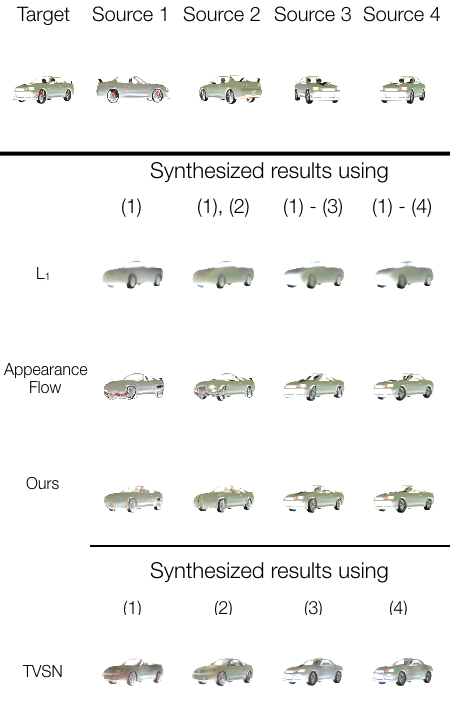 Target Source 1 Source 2 Source 3 Source 4
Synthesized results using
(1) (1), (2) (1) - (3) (1) - (4)
L₁
Appearance
Flow
Ours
Synthesized results using
(1) (2) (3) (4)
TVSN